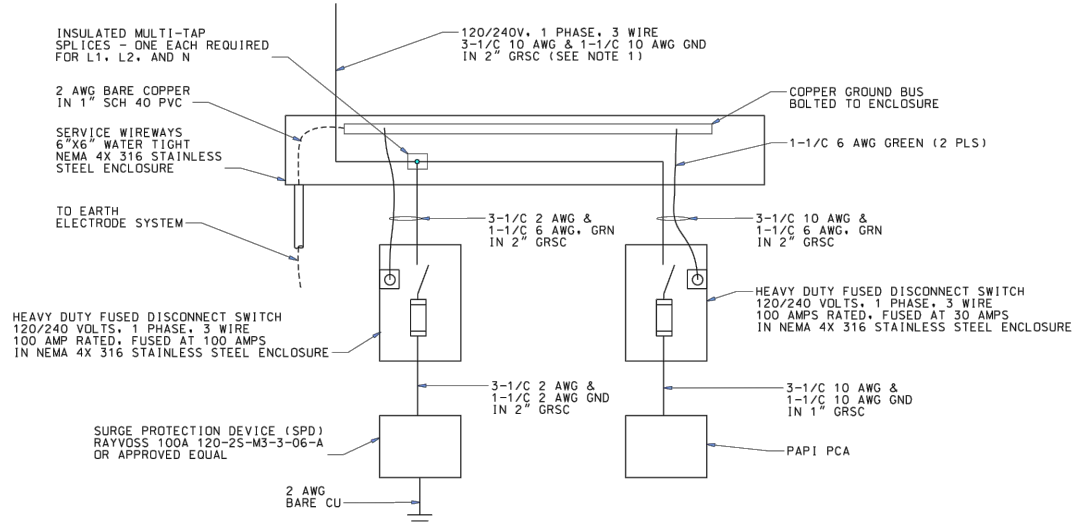 INSULATED MULTI-TAP
SPLICES - ONE EACH REQUIRED
FOR L1, L2, AND N
120/240V, 1 PHASE, 3 WIRE
3-1/C 10 AWG & 1-1/C 10 AWG GND
IN 2" GRSC (SEE NOTE 1)
2 AWG BARE COPPER
IN 1" SCH 40 PVC
COPPER GROUND BUS
BOLTED TO ENCLOSURE
SERVICE WIREWAYS
6"X6" WATER TIGHT
NEMA 4X 316 STAINLESS
STEEL ENCLOSURE
1-1/C 6 AWG GREEN (2 PLS)
TO EARTH
ELECTRODE SYSTEM
3-1/C 2 AWG &
1-1/C 6 AWG, GRN
IN 2" GRSC
3-1/C 10 AWG &
1-1/C 6 AWG, GRN
IN 2" GRSC
HEAVY DUTY FUSED DISCONNECT SWITCH
120/240 VOLTS, 1 PHASE, 3 WIRE
100 AMP RATED, FUSED AT 100 AMPS
IN NEMA 4X 316 STAINLESS STEEL ENCLOSURE
HEAVY DUTY FUSED DISCONNECT SWITCH
120/240 VOLTS, 1 PHASE, 3 WIRE
100 AMPS RATED, FUSED AT 30 AMPS
IN NEMA 4X 316 STAINLESS STEEL ENCLOSURE
3-1/C 2 AWG &
1-1/C 2 AWG GND
IN 2" GRSC
3-1/C 10 AWG &
1-1/C 10 AWG GND
IN 1" GRSC
SURGE PROTECTION DEVICE (SPD)
RAYVOSS 100A 120-2S-M3-3-06-A
OR APPROVED EQUAL
PAPI PCA
2 AWG
BARE CU